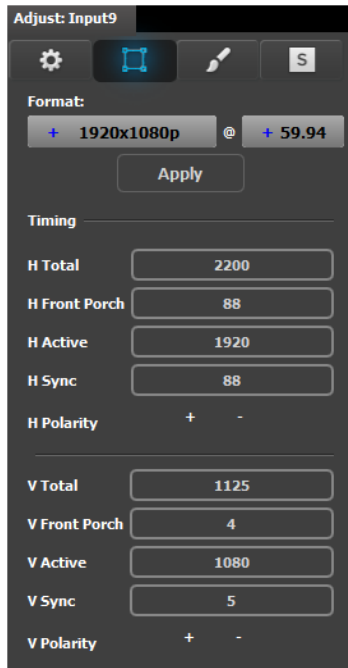 Adjust: Input9
S
Format:
+ 1920x1080p @ + 59.94
Apply
Timing
H Total 2200
H Front Porch 88
H Active 1920
H Sync 88
H Polarity + -
V Total 1125
V Front Porch 4
V Active 1080
V Sync 5
V Polarity + -